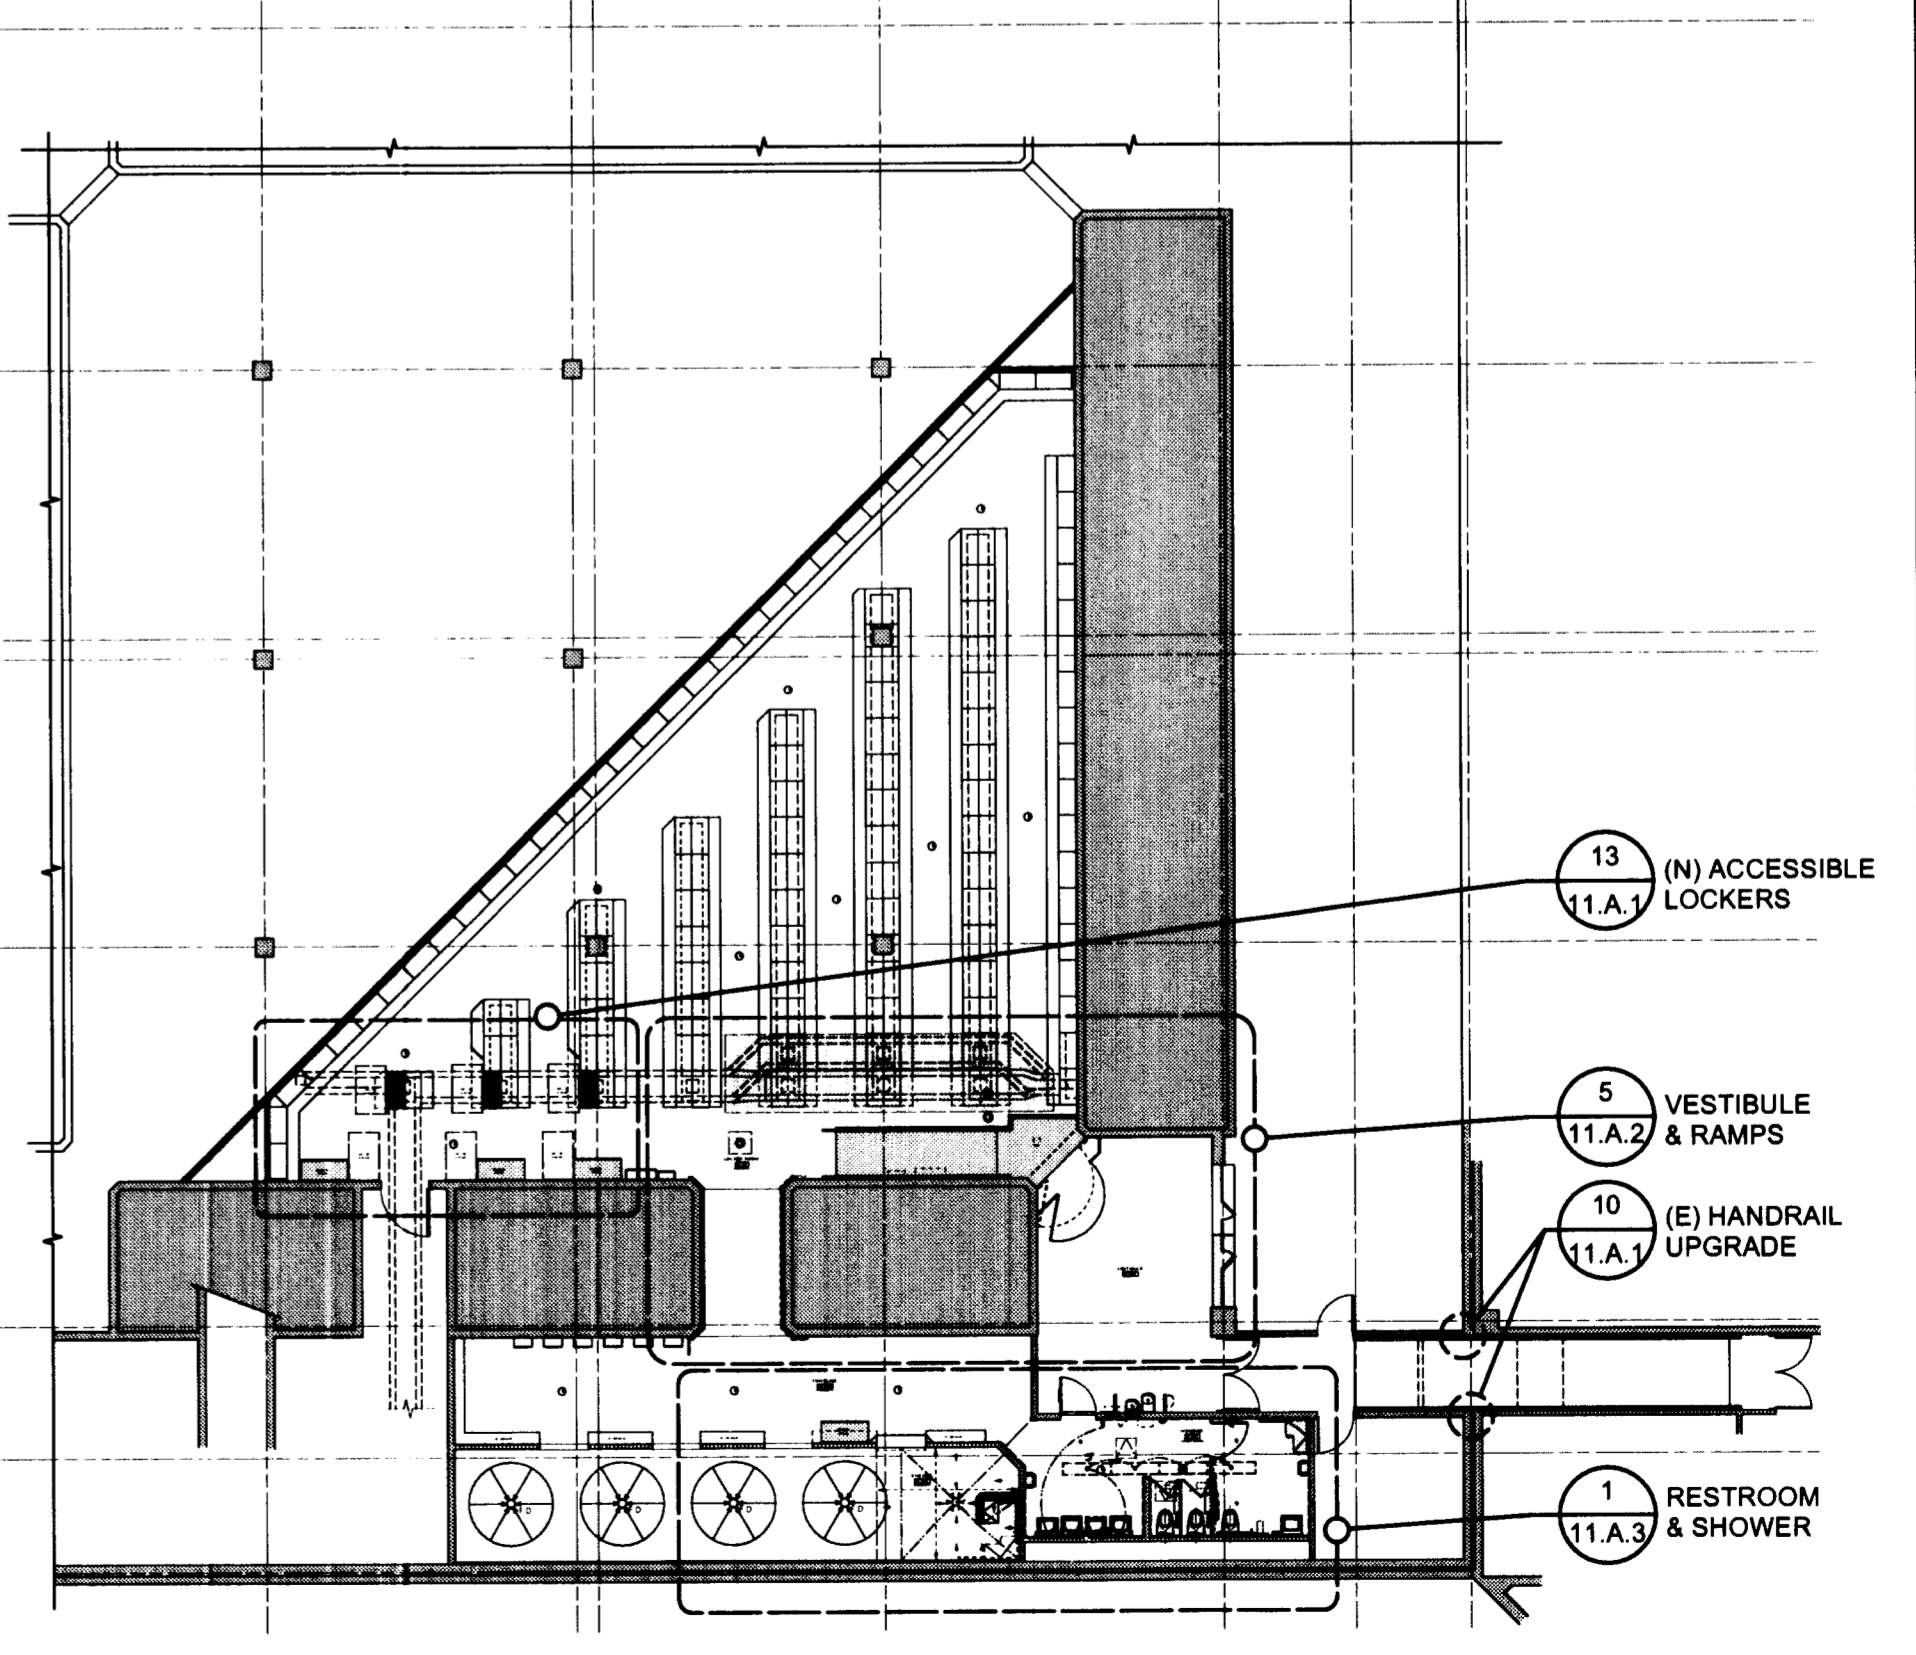 13
11.A.1
(N) ACCESSIBLE
LOCKERS
5
11.A.2
VESTIBULE
& RAMPS
10
11.A.1
(E) HANDRAIL
UPGRADE
1
11.A.3
RESTROOM
& SHOWER